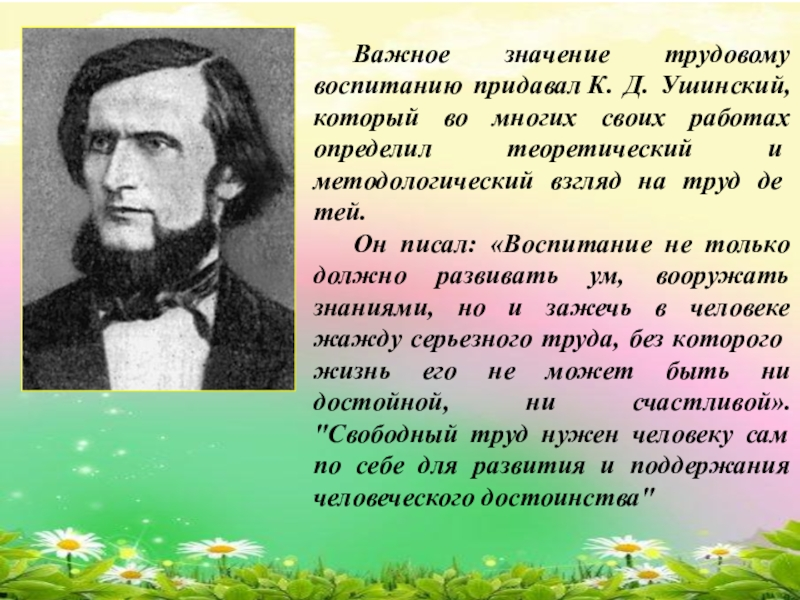 Важное значение трудовому
воспитанию придавал К. Д. Ушинский,
который во многих своих работах
определил теоретический и
методологический взгляд на труд де
тей.
Он писал: «Воспитание не только
должно развивать ум, вооружать
знаниями, но и зажечь в человеке
жажду серьезного труда, без которого
жизнь его не может быть ни
достойной, ни счастливой».
"Свободный труд нужен человеку сам
по себе для развития и поддержания
человеческого достоинства"